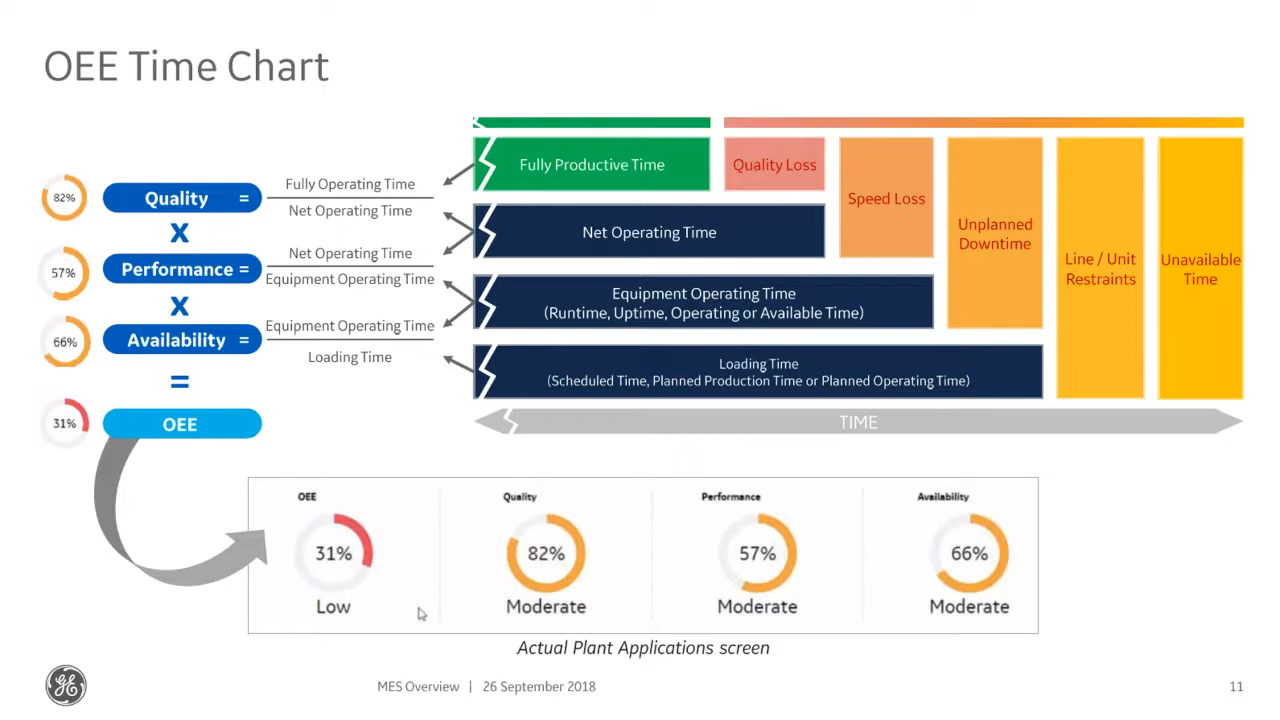 OEE Time Chart
82%
Quality =
Fully Operating Time
Net Operating Time
X
57%
Performance =
Net Operating Time
Equipment Operating Time
X
66%
Availability =
Equipment Operating Time
Loading Time
=
31%
OEE
Fully Productive Time
Quality Loss
Speed Loss
Unplanned
Downtime
Line / Unit
Restraints
Unavailable
Time
Net Operating Time
Equipment Operating Time
(Runtime, Uptime, Operating or Available Time)
Loading Time
(Scheduled Time, Planned Production Time or Planned Operating Time)
TIME
OEE
31%
Low
Quality
82%
Moderate
Performance
57%
Moderate
Availability
66%
Moderate
Actual Plant Applications screen
GE
MES Overview | 26 September 2018
11